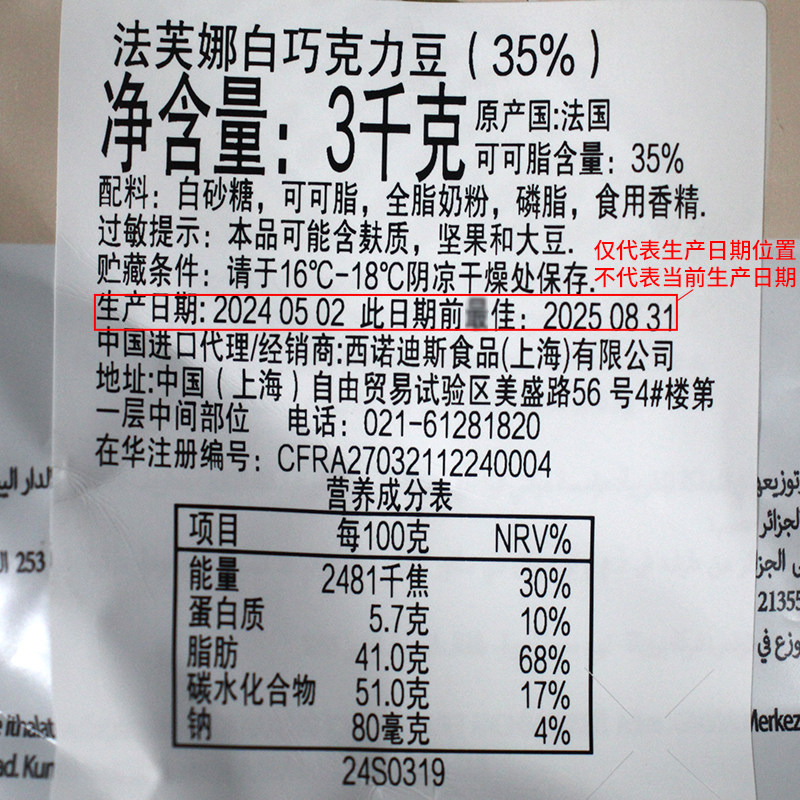 法芙娜白巧克力豆（35%）
净含量：3千克
原产国:法国
可可脂含量：35%
配料：白砂糖，可可脂，全脂奶粉，磷脂，食用香精.
过敏提示：本品可能含麸质，坚果和大豆.
贮藏条件：请于16℃-18℃阴凉干燥处保存.
仅代表生产日期位置
不代表当前生产日期
生产日期: 2024 05 02 此日期前最佳：2025 08 31
中国进口代理/经销商:西诺迪斯食品(上海)有限公司
地址:中国（上海）自由贸易试验区美盛路56 号4#楼第
一层中间部位 电话：021-61281820
在华注册编号：CFRA27032112240004
营养成分表
项目 每100克 NRV%
能量 2481千焦 30%
蛋白质 5.7克 10%
脂肪 41.0克 68%
碳水化合物 51.0克 17%
钠 80毫克 4%
24S0319
الجزائر
253
2135
وزع في
Merkez
ithalat
ad. Kun